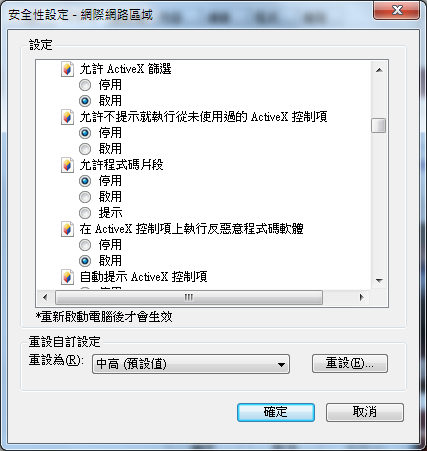 安全性設定 - 網際網路區域
設定
允許 ActiveX 篩選
停用
啟用
允許不提示就執行從未使用過的 ActiveX 控制項
停用
啟用
允許程式碼片段
停用
啟用
提示
在 ActiveX 控制項上執行反惡意程式碼軟體
停用
啟用
自動提示 ActiveX 控制項
*重新啟動電腦後才會生效
重設自訂設定
重設為(R):
中高 (預設值)
重設(E)...
確定
取消